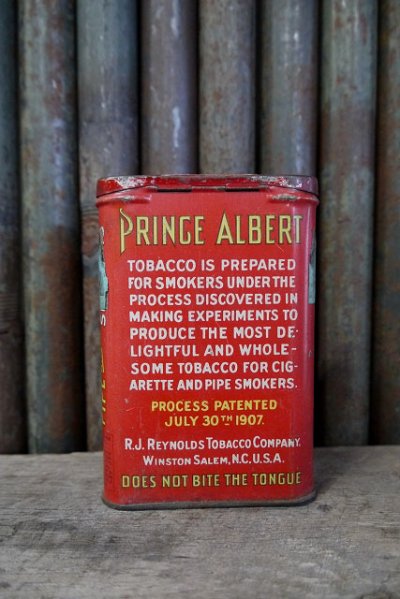 PRINCE ALBERT
TOBACCO IS PREPARED
FOR SMOKERS UNDER THE
PROCESS DISCOVERED IN
MAKING EXPERIMENTS TO
PRODUCE THE MOST DE-
LIGHTFUL AND WHOLE-
SOME TOBACCO FOR CIG-
ARETTE AND PIPE SMOKERS.
PROCESS PATENTED
JULY 30TH 1907.
R.J. REYNOLDS TOBACCO COMPANY.
WINSTON SALEM, N.C. U.S.A.
DOES NOT BITE THE TONGUE